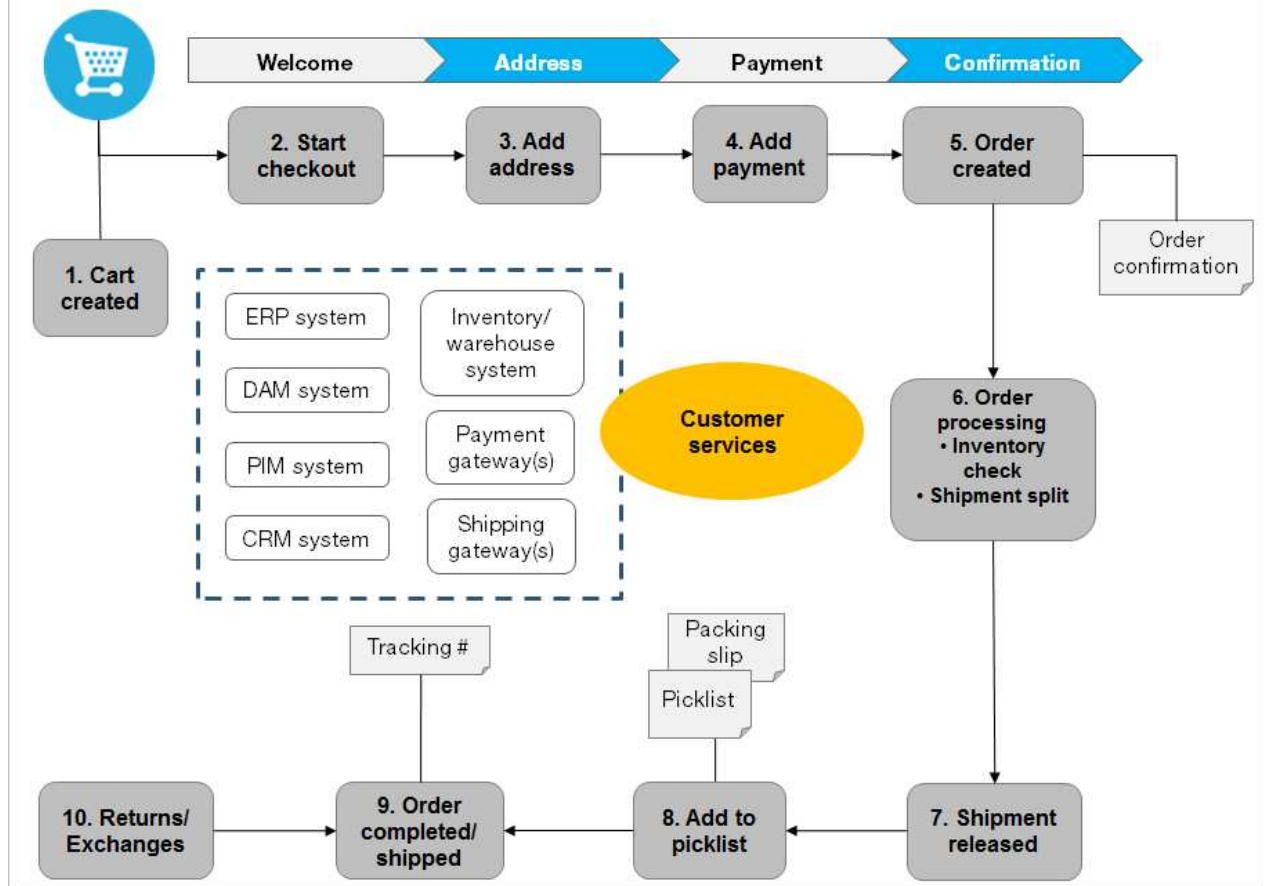 Welcome
Address
Payment
Confirmation
2. Start
checkout
3. Add
address
4. Add
payment
5. Order
created
Order
confirmation
1. Cart
created
ERP system
DAM system
PIM system
CRM system
Inventory/
warehouse
system
Payment
gateway(s)
Shipping
gateway(s)
Customer
services
6. Order
processing
• Inventory
check
• Shipment split
Tracking #
Packing
slip
Picklist
10. Returns/
Exchanges
9. Order
completed/
shipped
8. Add to
picklist
7. Shipment
released